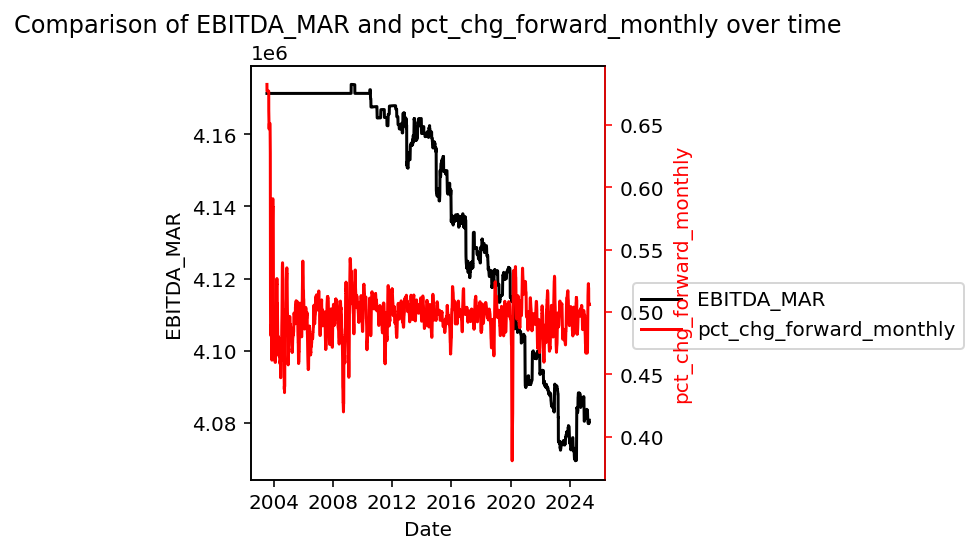 Comparison of EBITDA_MAR and pct_chg_forward_monthly over time
1e6
4.16
4.14
4.12
4.10
4.08
EBITDA_MAR
0.65
0.60
0.55
0.50
0.45
0.40
pct_chg_forward_monthly
EBITDA_MAR
pct_chg_forward_monthly
2004 2008 2012 2016 2020 2024
Date